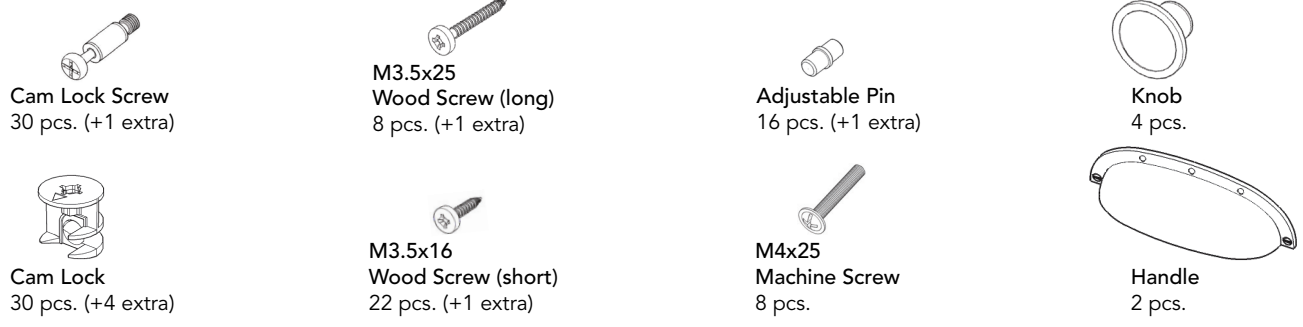 Cam Lock Screw
30 pcs. (+1 extra)
M3.5x25
Wood Screw (long)
8 pcs. (+1 extra)
Adjustable Pin
16 pcs. (+1 extra)
Knob
4 pcs.
Cam Lock
30 pcs. (+4 extra)
M3.5x16
Wood Screw (short)
22 pcs. (+1 extra)
M4x25
Machine Screw
8 pcs.
Handle
2 pcs.